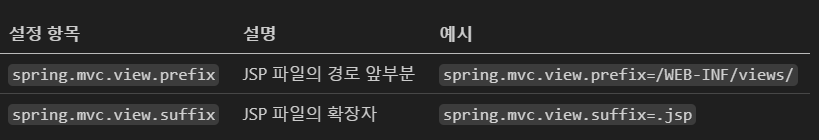 설정 항목 설명 예시
spring.mvc.view.prefix JSP 파일의 경로 앞부분 spring.mvc.view.prefix=/WEB-INF/views/
spring.mvc.view.suffix JSP 파일의 확장자 spring.mvc.view.suffix=.jsp